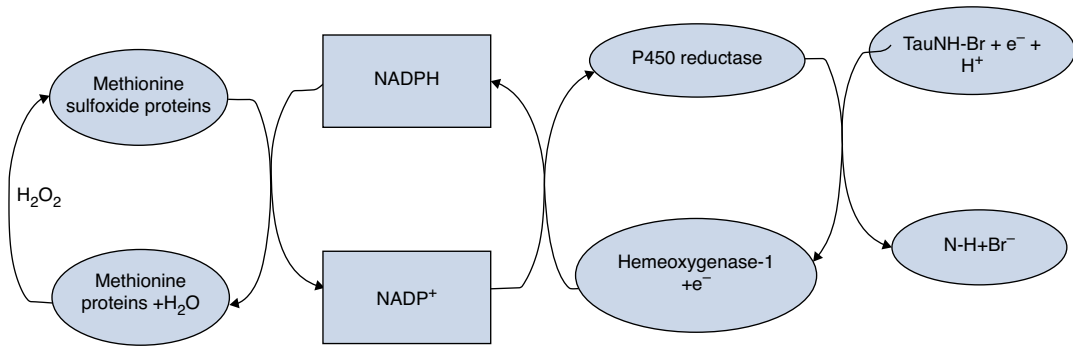 Methionine
sulfoxide proteins
H₂O₂
Methionine
proteins +H₂O
NADPH
NADP⁺
P450 reductase
Hemeoxygenase-1
+e⁻
TauNH-Br + e⁻ +
H⁺
N-H+Br⁻